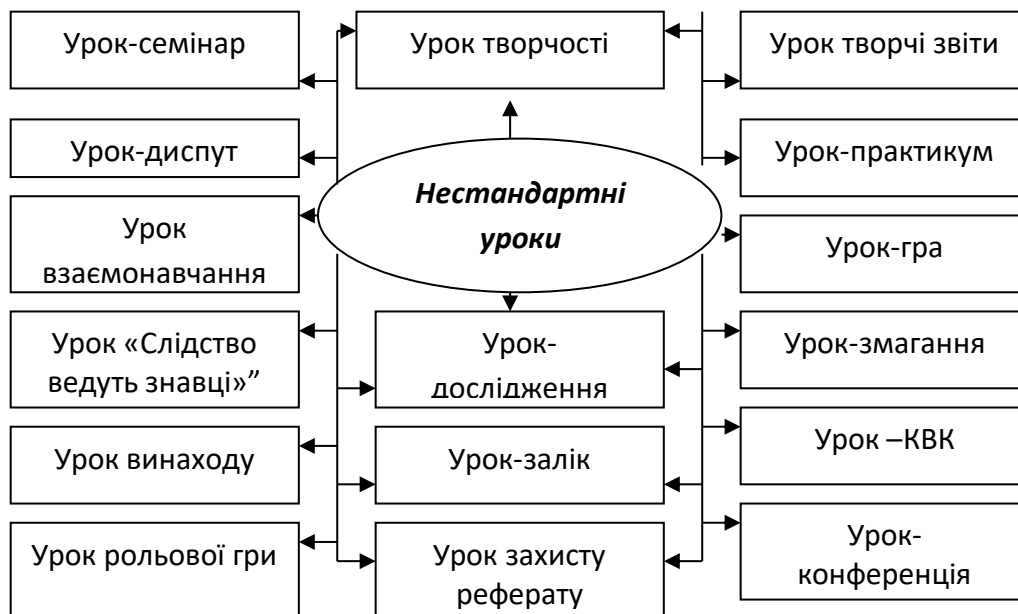 Урок-семінар
Урок творчості
Урок творчі звіти
Урок-диспут
Урок-практикум
Нестандартні
уроки
Урок
взаємонавчання
Урок-гра
Урок «Слідство
ведуть знавці»”
Урок-
дослідження
Урок-змагання
Урок винаходу
Урок-залік
Урок –КВК
Урок рольової гри
Урок захисту
реферату
Урок-
конференція